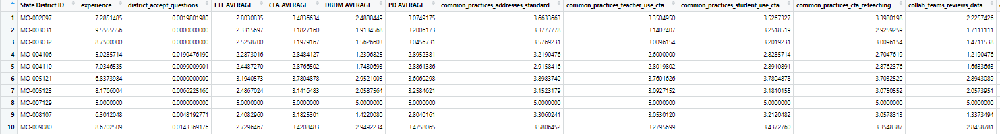 State.District.ID experience district_accept_questions ETL.AVERAGE CFA.AVERAGE DBDM.AVERAGE PD.AVERAGE common_practices_addresses_standard common_practices_teacher_use_cfa common_practices_student_use_cfa common_practices_cfa_reteaching collab_teams_reviews_data
1 MO-002097 7.2851485 0.0019801980 2.8030835 3.4836634 2.4888449 3.0749175 3.6633663 3.3504950 3.5267327 3.3980198 2.2257426
2 MO-003031 9.5555556 0.0000000000 2.3315697 3.1827160 1.9134568 3.2006173 3.3777778 3.1407407 3.2518519 2.9259259 1.7111111
3 MO-003032 8.7500000 0.0000000000 2.5258700 3.1979167 1.5626603 3.0456731 3.5769231 3.0096154 3.2019231 3.0096154 1.4711538
4 MO-004106 5.0285714 0.0190476190 2.2873016 2.8484127 1.2396825 2.8952381 3.2190476 2.6000000 2.8285714 2.7047619 1.2190476
5 MO-004110 7.0346535 0.0099009901 2.4487270 2.8766502 1.7430693 2.8861386 2.9158416 2.8019802 2.8910891 2.8762376 1.6633663
6 MO-005121 6.8373984 0.0000000000 3.1940573 3.7804878 2.9521003 3.6060298 3.8983740 3.7601626 3.7804878 3.7032520 2.8943089
7 MO-005123 8.1766004 0.0066225166 2.4867024 3.1416483 2.0587564 3.2584621 3.1523179 3.0927152 3.1810155 3.0750552 2.0573951
8 MO-007129 5.0000000 0.0000000000 5.0000000 5.0000000 5.0000000 5.0000000 5.0000000 5.0000000 5.0000000 5.0000000 5.0000000
9 MO-008107 6.3012048 0.0048192771 2.4082960 3.1825301 1.4220080 2.8040161 3.3060241 3.0530120 3.2120482 3.0578313 1.3373494
10 MO-009080 8.6702509 0.0143369176 2.7296467 3.4208483 2.9492234 3.4758065 3.5806452 3.2795699 3.4372760 3.3548387 2.8458781